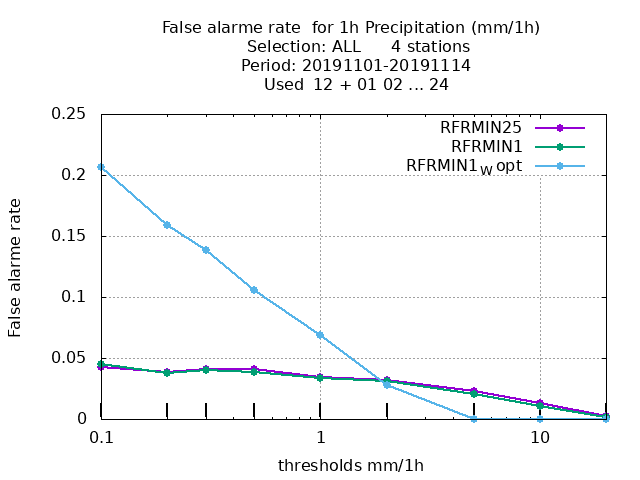 False alarme rate  for 1h Precipitation (mm/1h)
Selection: ALL      4 stations
Period: 20191101-20191114
Used  12 + 01 02 ... 24
RFRMIN25
RFRMIN1
RFRMIN1W opt
0.25
0.2
0.15
0.1
0.05
0
False alarme rate
0.1 1 10
thresholds mm/1h